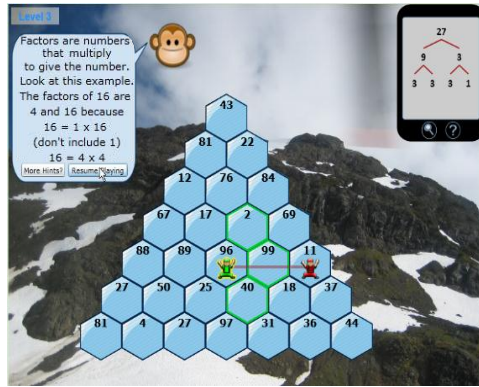 Level 3
Factors are numbers
that multiply
to give the number.
Look at this example.
The factors of 16 are
4 and 16 because
16 = 1 x 16
(don't include 1)
16 = 4 x 4
More Hints? Resume Playing
27
9 3
3 3 3 1
?
43
81 22
12 76 84
67 17 2 69
88 89 96 99 11
27 50 25 40 18 37
81 4 27 97 31 36 44